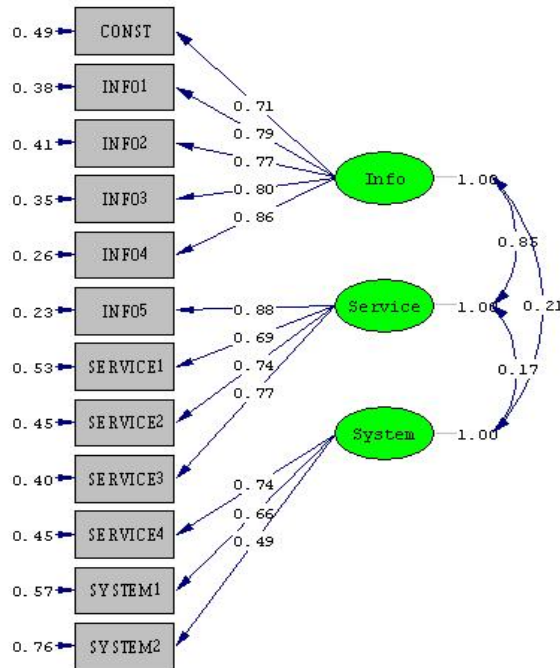 0.49 CONST
0.38 INFO1
0.71
0.79
0.41 INFO2
0.77
Info 1.00
0.35 INFO3
0.80
0.86
0.26 INFO4
0.85
0.23 INFO5
0.88
Service 1.00
0.21
0.69
0.53 SERVICE1
0.74
0.77
0.17
0.45 SERVICE2
System 1.00
0.40 SERVICE3
0.74
0.66
0.45 SERVICE4
0.49
0.57 SYSTEM1
0.76 SYSTEM2